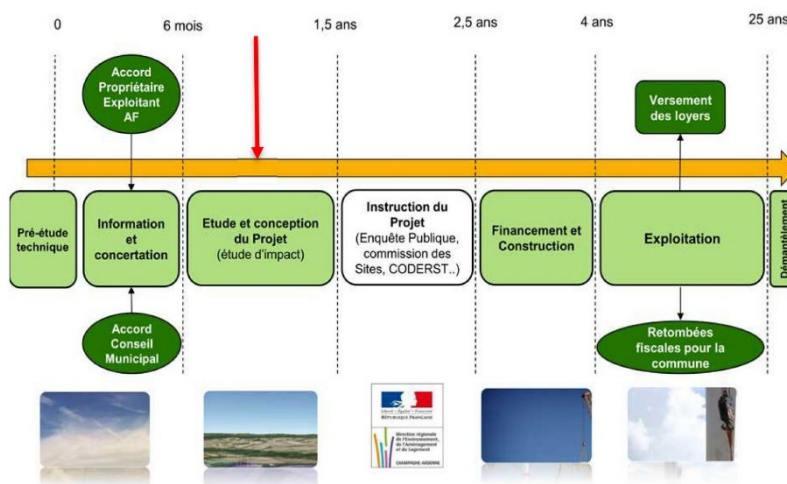 0
6 mois
1,5 ans
2,5 ans
4 ans
25 ans
Accord
Propriétaire
Exploitant
AF
Versement
des loyers
Pré-étude
technique
Information
et
concertation
Etude et conception
du Projet
(étude d'impact)
Instruction du
Projet
(Enquête Publique,
commission des
Sites, CODERST..)
Financement et
Construction
Exploitation
Démantèlement
Accord
Conseil
Municipal
Retombées
fiscales pour la
commune
Liberté • Égalité • Fraternité
RÉPUBLIQUE FRANÇAISE
Direction régionale
de l'Environnement,
de l'Aménagement
et du Logement
CHAMPAGNE ARDENNE